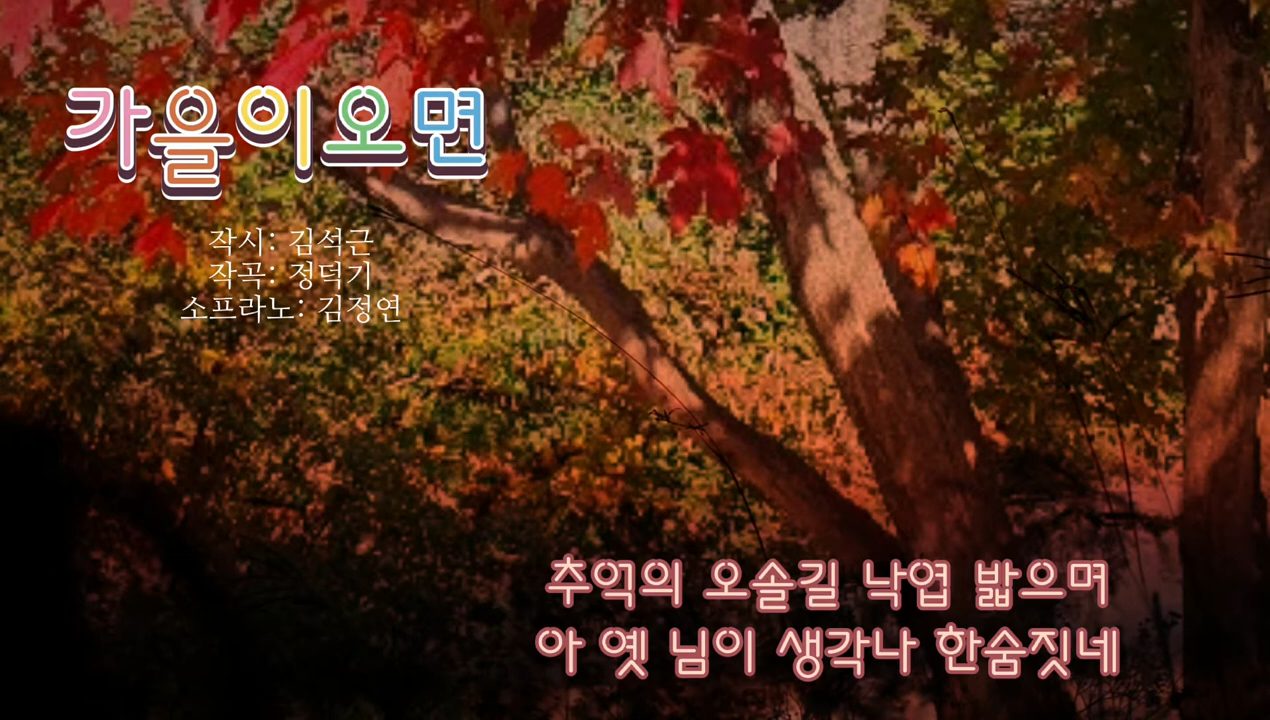 가을이오면
작시: 김석근
작곡: 정덕기
소프라노: 김정연
추억의 오솔길 낙엽 밟으며
아 옛 님이 생각나 한숨짓네